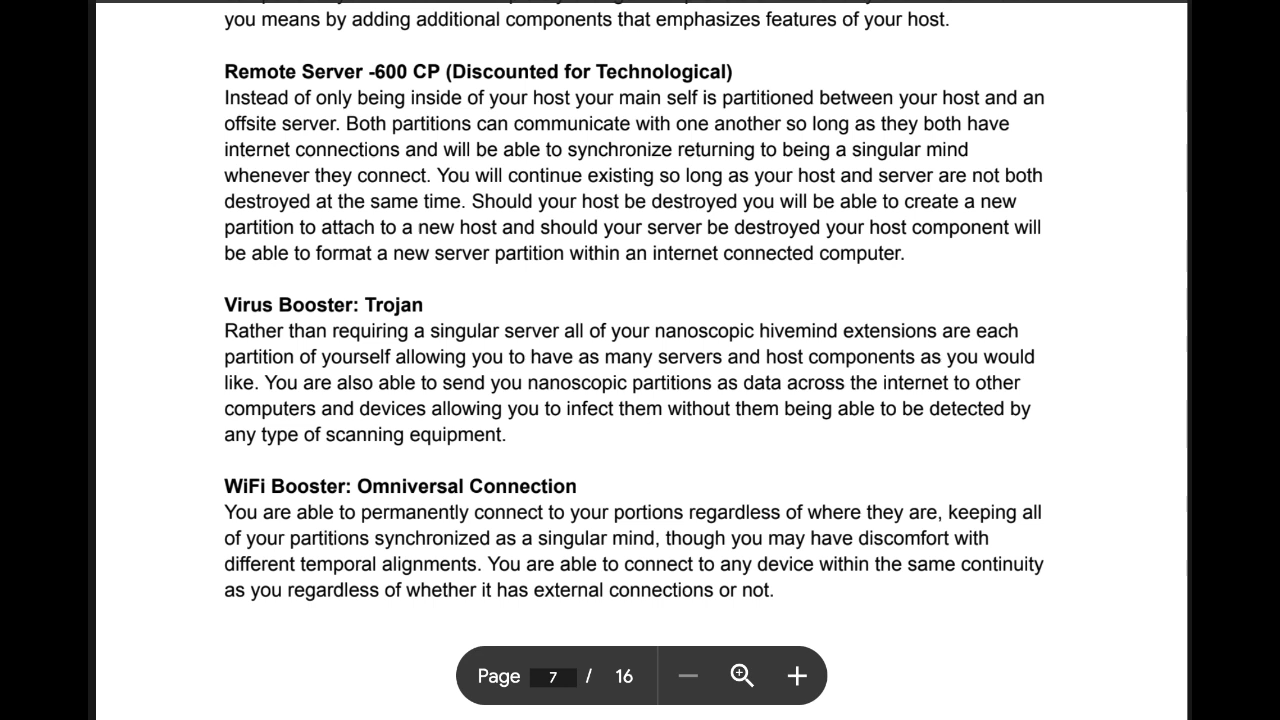 you means by adding additional components that emphasizes features of your host.
Remote Server -600 CP (Discounted for Technological)
Instead of only being inside of your host your main self is partitioned between your host and an
offsite server. Both partitions can communicate with one another so long as they both have
internet connections and will be able to synchronize returning to being a singular mind
whenever they connect. You will continue existing so long as your host and server are not both
destroyed at the same time. Should your host be destroyed you will be able to create a new
partition to attach to a new host and should your server be destroyed your host component will
be able to format a new server partition within an internet connected computer.
Virus Booster: Trojan
Rather than requiring a singular server all of your nanoscopic hivemind extensions are each
partition of yourself allowing you to have as many servers and host components as you would
like. You are also able to send you nanoscopic partitions as data across the internet to other
computers and devices allowing you to infect them without them being able to be detected by
any type of scanning equipment.
WiFi Booster: Omniversal Connection
You are able to permanently connect to your portions regardless of where they are, keeping all
of your partitions synchronized as a singular mind, though you may have discomfort with
different temporal alignments. You are able to connect to any device within the same continuity
as you regardless of whether it has external connections or not.
Page 7 / 16